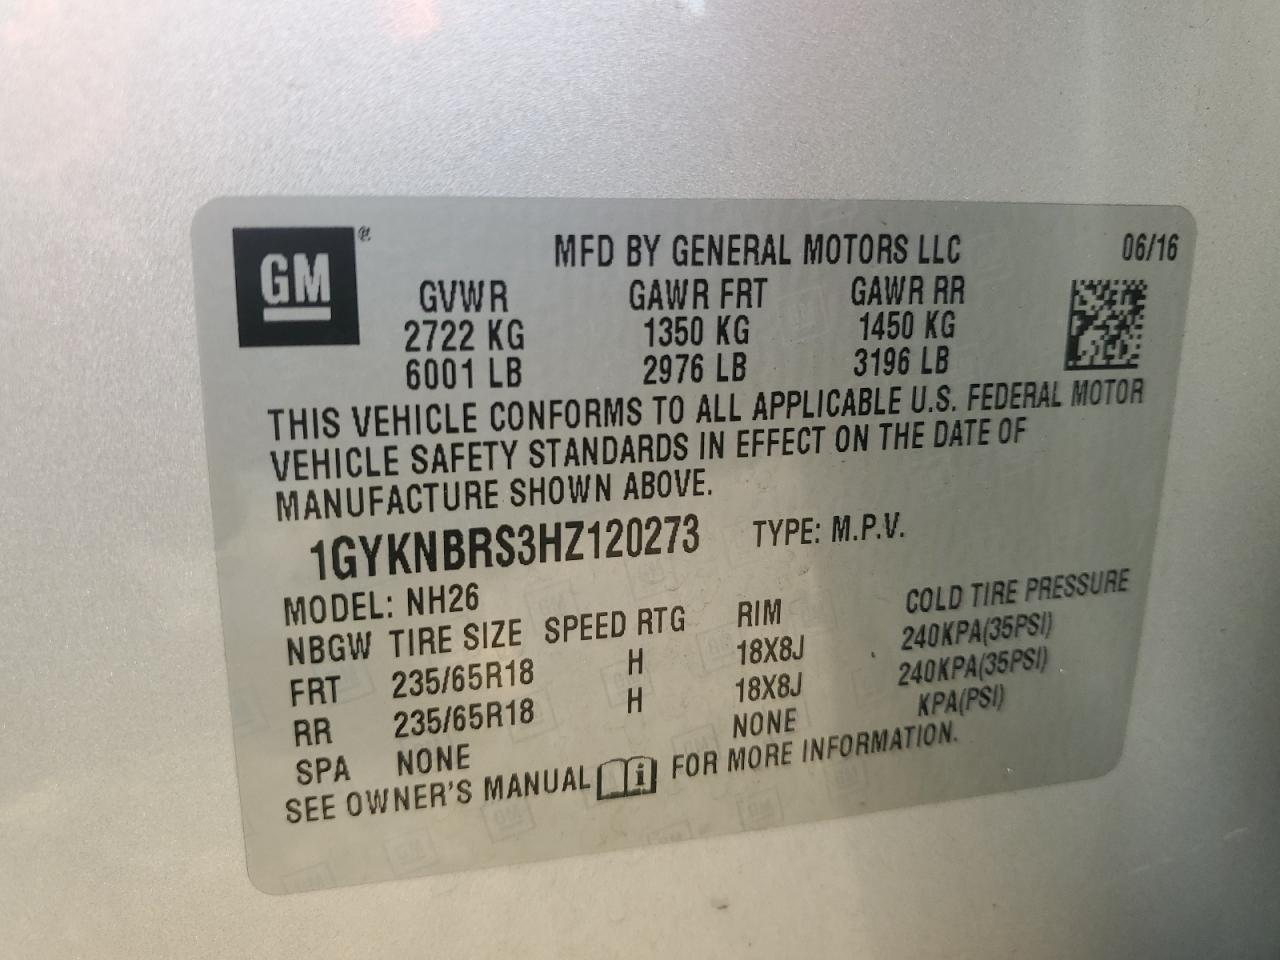 GM ®
MFD BY GENERAL MOTORS LLC 06/16
GVWR GAWR FRT GAWR RR
2722 KG 1350 KG 1450 KG
6001 LB 2976 LB 3196 LB
THIS VEHICLE CONFORMS TO ALL APPLICABLE U.S. FEDERAL MOTOR
VEHICLE SAFETY STANDARDS IN EFFECT ON THE DATE OF
MANUFACTURE SHOWN ABOVE.
1GYKNBRS3HZ120273 TYPE: M.P.V.
MODEL: NH26
NBGW TIRE SIZE SPEED RTG RIM COLD TIRE PRESSURE
FRT 235/65R18 H 18X8J 240KPA(35PSI)
RR 235/65R18 H 18X8J 240KPA(35PSI)
SPA NONE NONE KPA(PSI)
SEE OWNER'S MANUAL i FOR MORE INFORMATION.